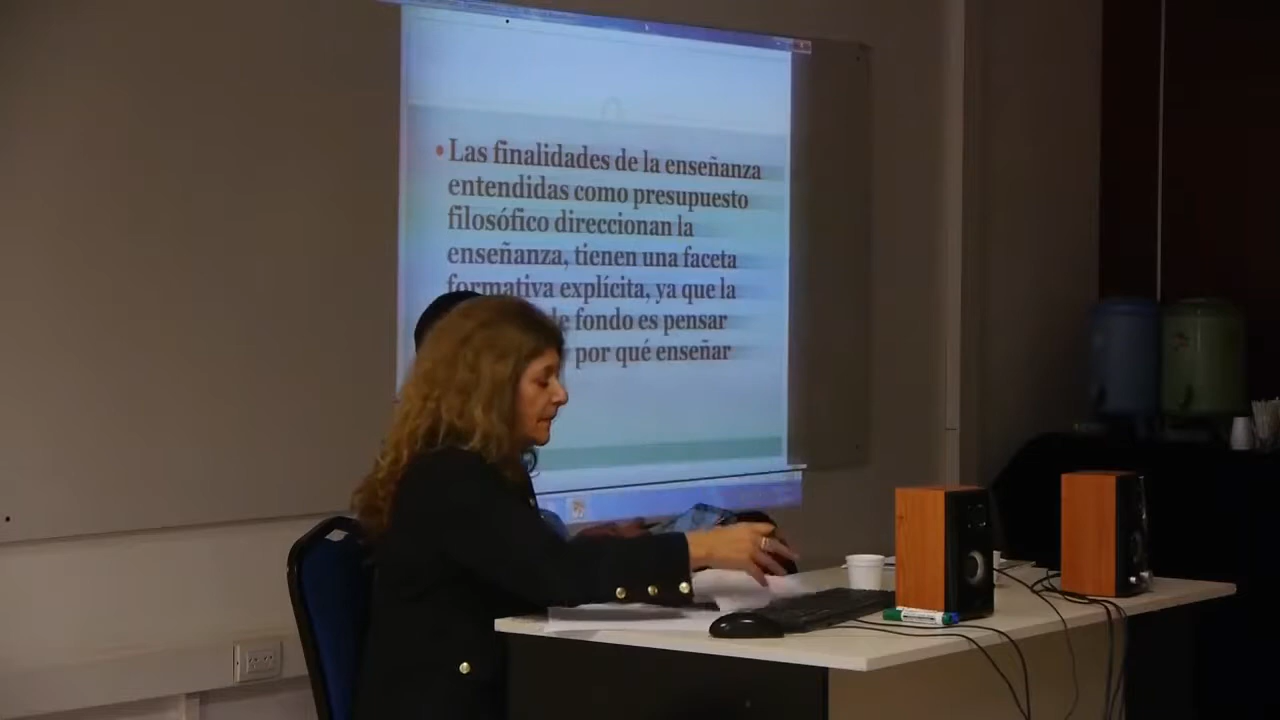 • Las finalidades de la enseñanza
entendidas como presupuesto
filosófico direccionan la
enseñanza, tienen una faceta
formativa explícita, ya que la
de fondo es pensar
por qué enseñar